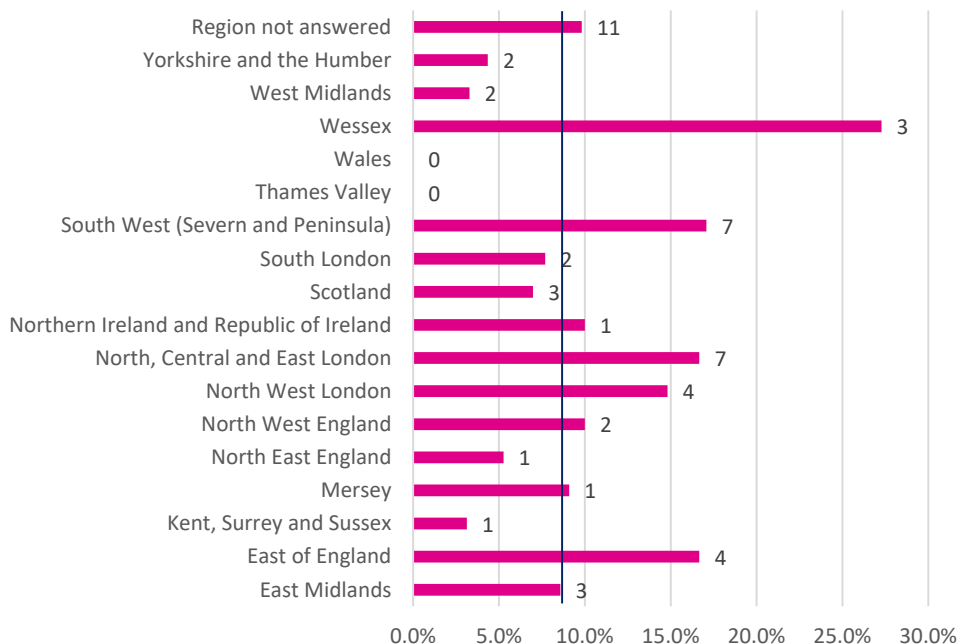 Region not answered 11
Yorkshire and the Humber 2
West Midlands 2
Wessex 3
Wales 0
Thames Valley 0
South West (Severn and Peninsula) 7
South London 2
Scotland 3
Northern Ireland and Republic of Ireland 1
North, Central and East London 7
North West London 4
North West England 2
North East England 1
Mersey 1
Kent, Surrey and Sussex 1
East of England 4
East Midlands 3
0.0% 5.0% 10.0% 15.0% 20.0% 25.0% 30.0%